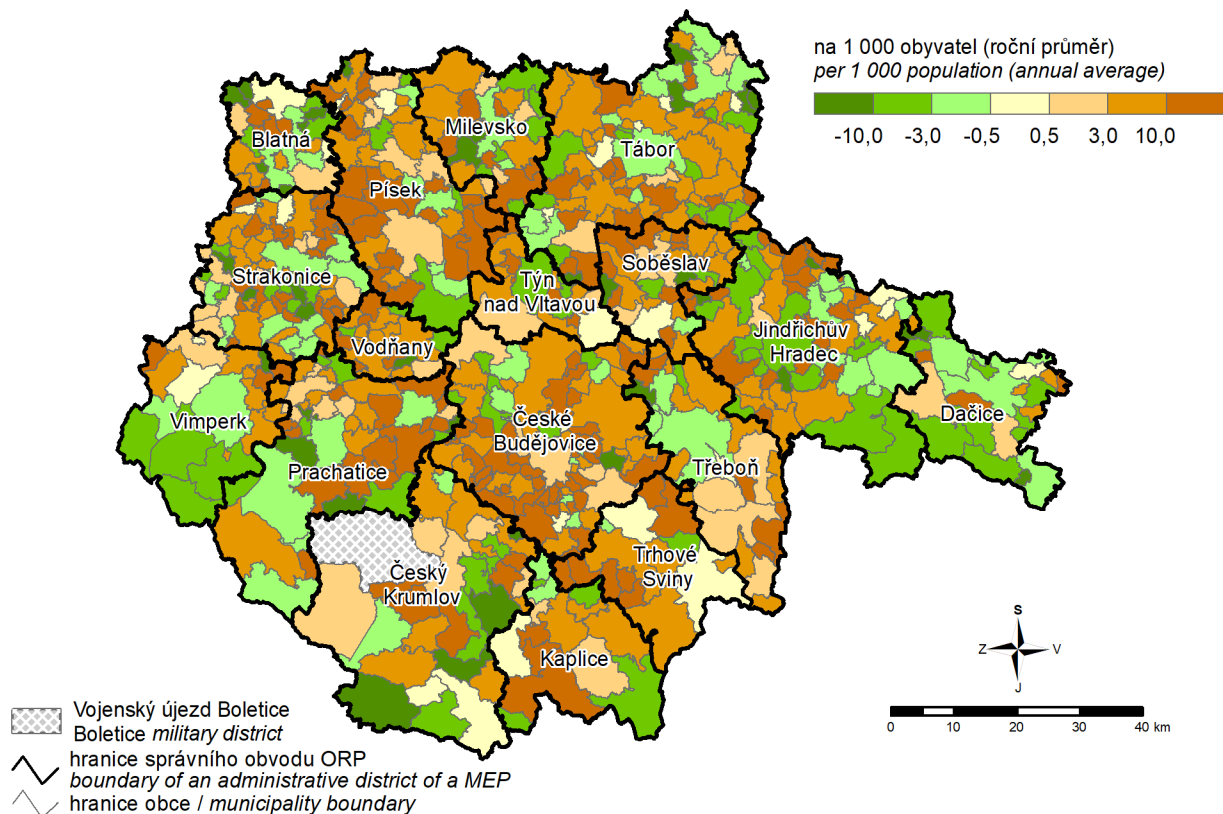 na 1 000 obyvatel (roční průměr)
per 1 000 population (annual average)
-10,0 -3,0 -0,5 0,5 3,0 10,0
Blatná
Milevsko
Tábor
Písek
Strakonice
Soběslav
Týn
nad Vltavou
Vodňany
Jindřichův
Hradec
Vimperk
České
Budějovice
Dačice
Prachatice
Třeboň
Trhové
Sviny
Český
Krumlov
Kaplice
S
Z V
J
0 10 20 30 40 km
Vojenský újezd Boletice
Boletice military district
hranice správního obvodu ORP
boundary of an administrative district of a MEP
hranice obce / municipality boundary